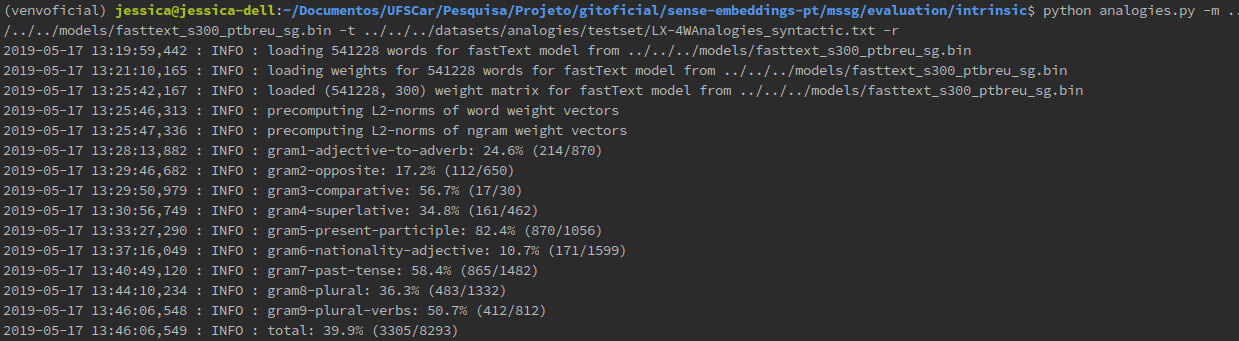 (venvoficial) jessica@jessica-dell:~/Documentos/UFSCar/Pesquisa/Projeto/gitoficial/sense-embeddings-pt/mssg/evaluation/intrinsic$ python analogies.py -m ..
/../../models/fasttext_s300_ptbreu_sg.bin -t ../../../datasets/analogies/testset/LX-4WAnalogies_syntactic.txt -r
2019-05-17 13:19:59,442 : INFO : loading 541228 words for fastText model from ../../../models/fasttext_s300_ptbreu_sg.bin
2019-05-17 13:21:10,165 : INFO : loading weights for 541228 words for fastText model from ../../../models/fasttext_s300_ptbreu_sg.bin
2019-05-17 13:25:42,167 : INFO : loaded (541228, 300) weight matrix for fastText model from ../../../models/fasttext_s300_ptbreu_sg.bin
2019-05-17 13:25:46,313 : INFO : precomputing L2-norms of word weight vectors
2019-05-17 13:25:47,336 : INFO : precomputing L2-norms of ngram weight vectors
2019-05-17 13:28:13,882 : INFO : gram1-adjective-to-adverb: 24.6% (214/870)
2019-05-17 13:29:46,682 : INFO : gram2-opposite: 17.2% (112/650)
2019-05-17 13:29:50,979 : INFO : gram3-comparative: 56.7% (17/30)
2019-05-17 13:30:56,749 : INFO : gram4-superlative: 34.8% (161/462)
2019-05-17 13:33:27,290 : INFO : gram5-present-participle: 82.4% (870/1056)
2019-05-17 13:37:16,049 : INFO : gram6-nationality-adjective: 10.7% (171/1599)
2019-05-17 13:40:49,120 : INFO : gram7-past-tense: 58.4% (865/1482)
2019-05-17 13:44:10,234 : INFO : gram8-plural: 36.3% (483/1332)
2019-05-17 13:46:06,548 : INFO : gram9-plural-verbs: 50.7% (412/812)
2019-05-17 13:46:06,549 : INFO : total: 39.9% (3305/8293)